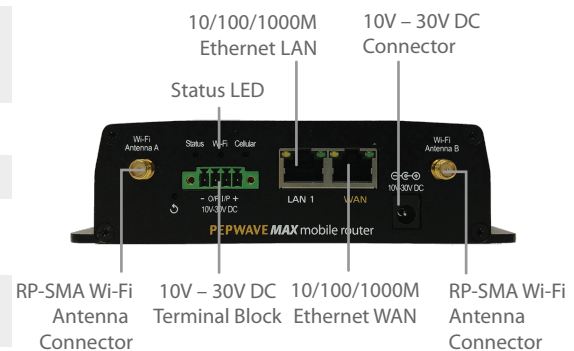 10/100/1000M
Ethernet LAN
10V – 30V DC
Connector
Status LED
Wi-Fi
Antenna A
Status Wi-Fi Cellular
Wi-Fi
Antenna B
10V-30V DC
LAN 1 WAN
- O/P I/P +
10V-30V DC
PEPWAVE MAX mobile router
RP-SMA Wi-Fi
Antenna
Connector
10V – 30V DC
Terminal Block
10/100/1000M
Ethernet WAN
RP-SMA Wi-Fi
Antenna
Connector